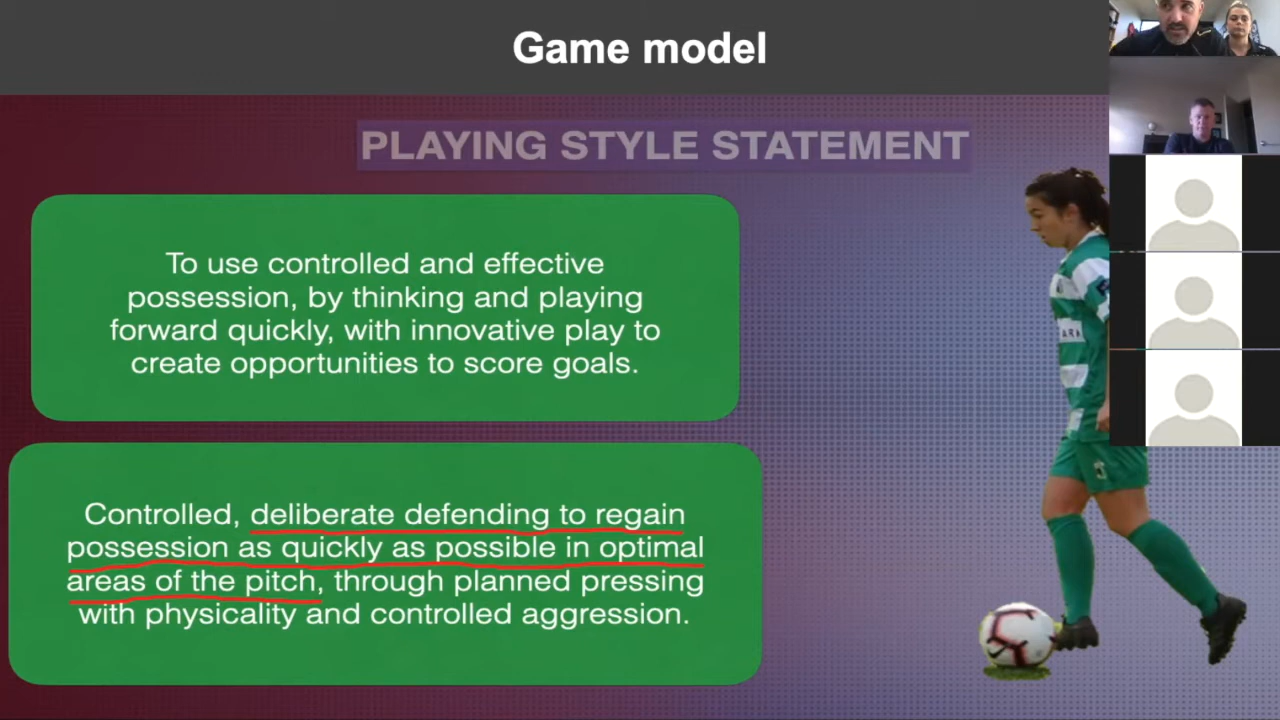 Game model
PLAYING STYLE STATEMENT
To use controlled and effective
possession, by thinking and playing
forward quickly, with innovative play to
create opportunities to score goals.
Controlled, deliberate defending to regain
possession as quickly as possible in optimal
areas of the pitch, through planned pressing
with physicality and controlled aggression.